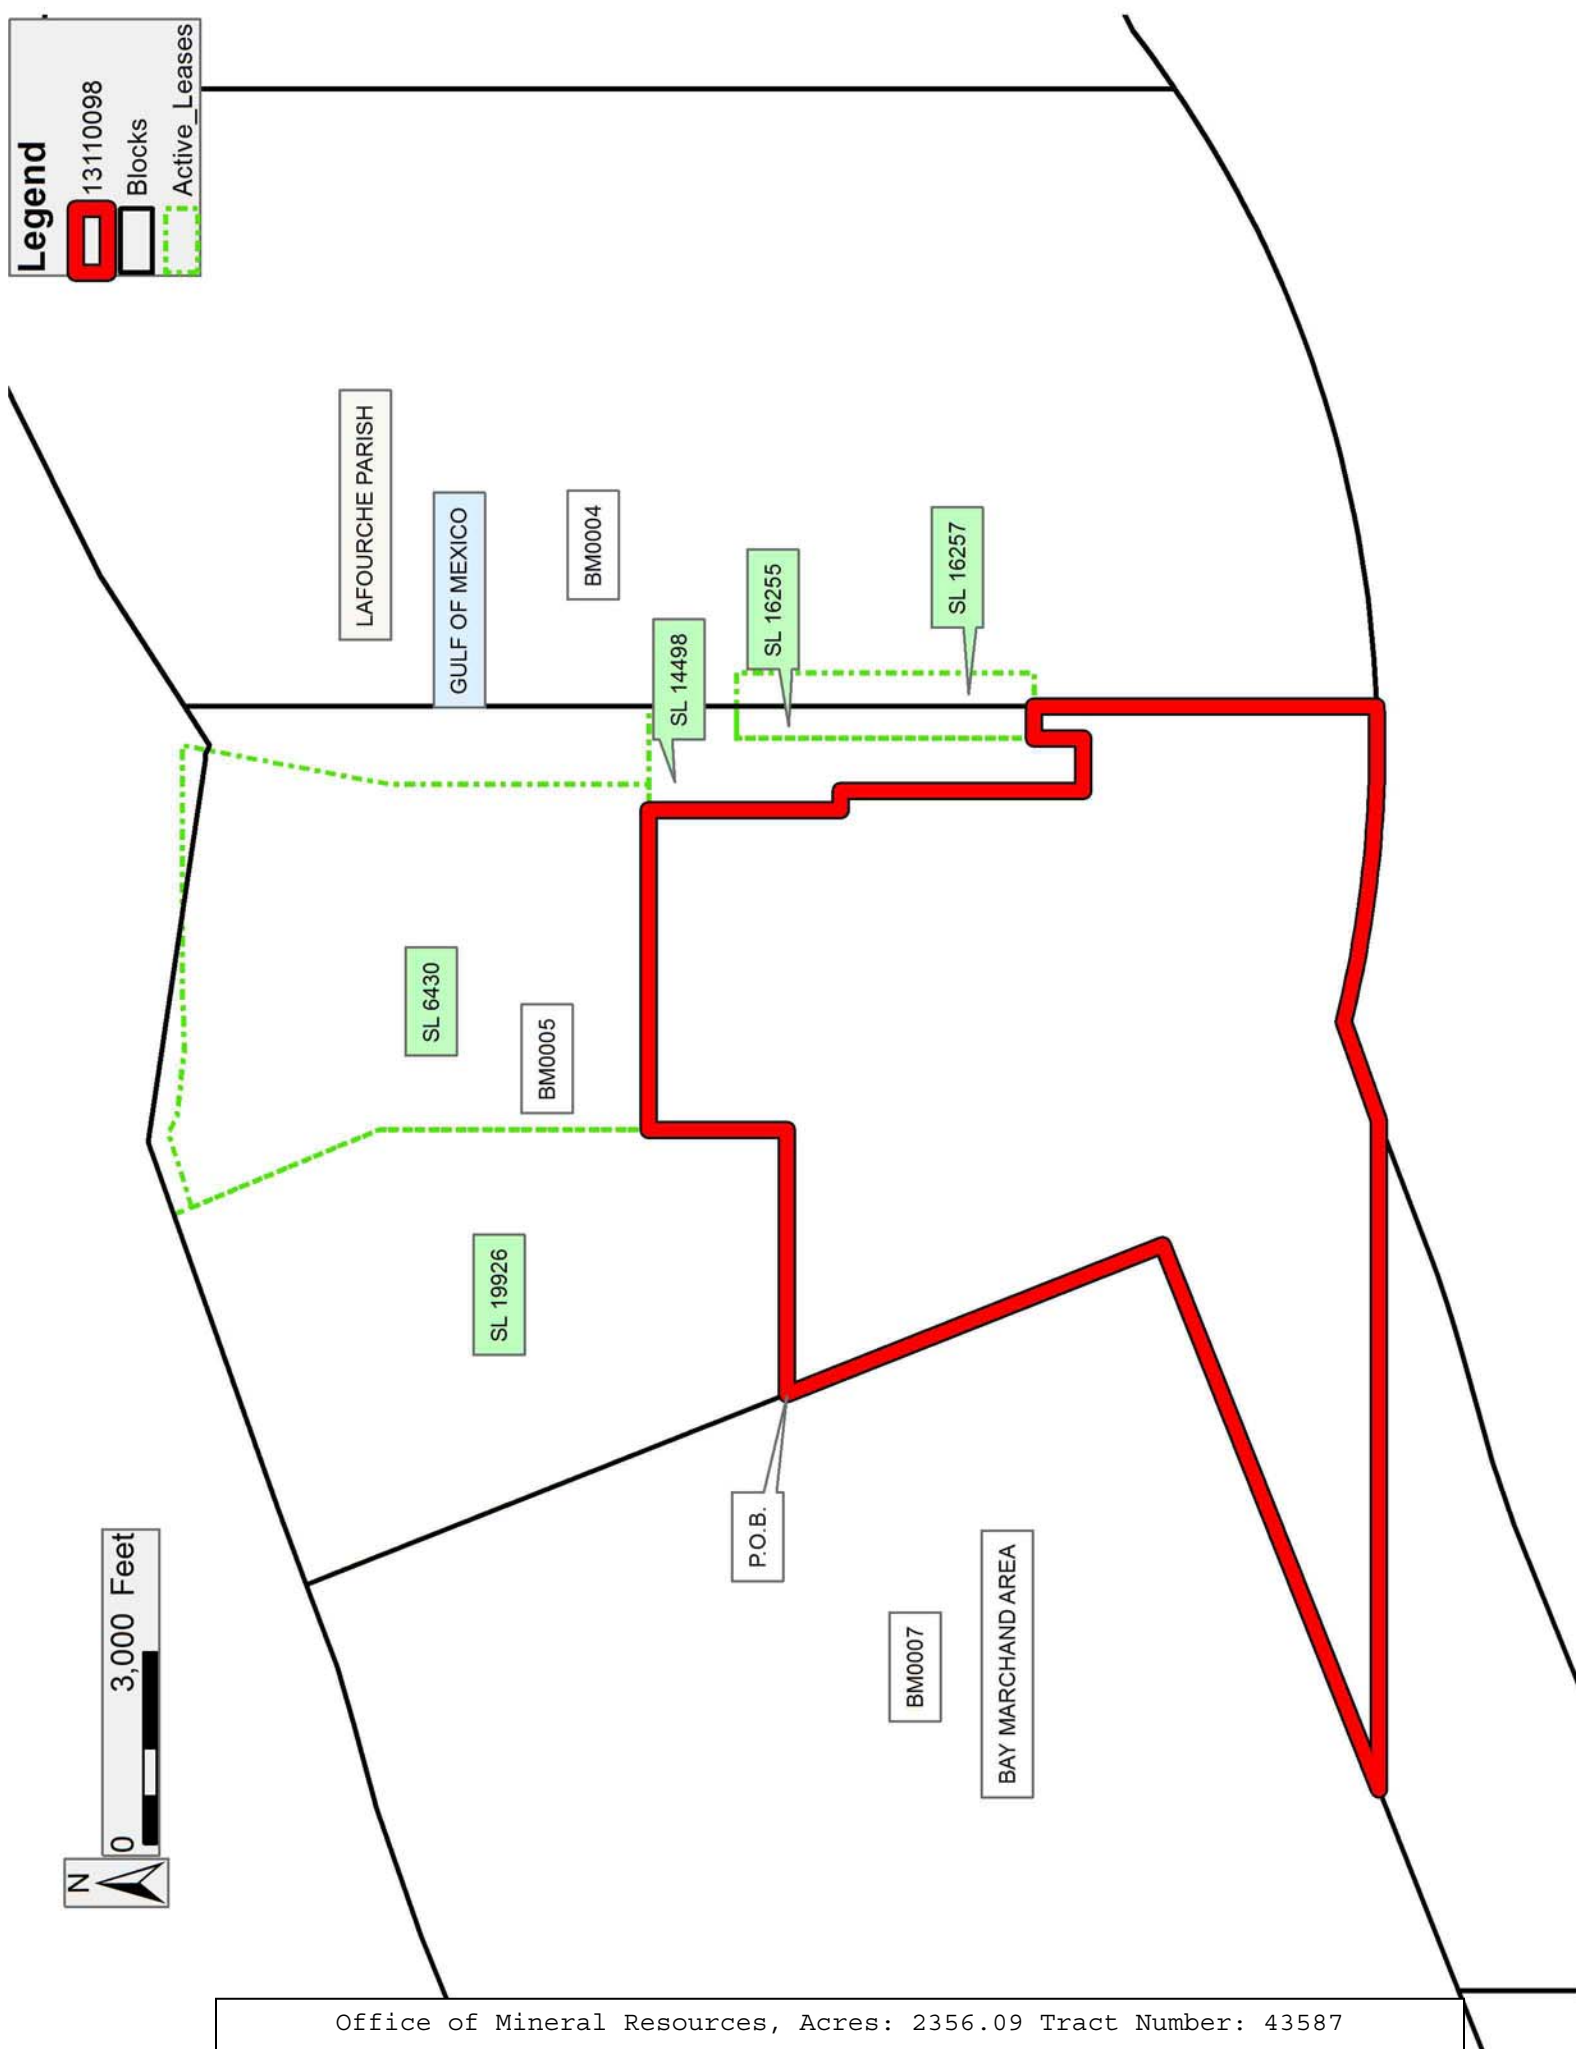 Legend
13110098
Blocks
Active_Leases
LAFOURCHE PARISH
GULF OF MEXICO
BM0004
SL 14498
SL 16255
SL 16257
SL 6430
BM0005
SL 19926
P.O.B.
BM0007
BAY MARCHAND AREA
0 3,000 Feet
N
Office of Mineral Resources, Acres: 2356.09 Tract Number: 43587